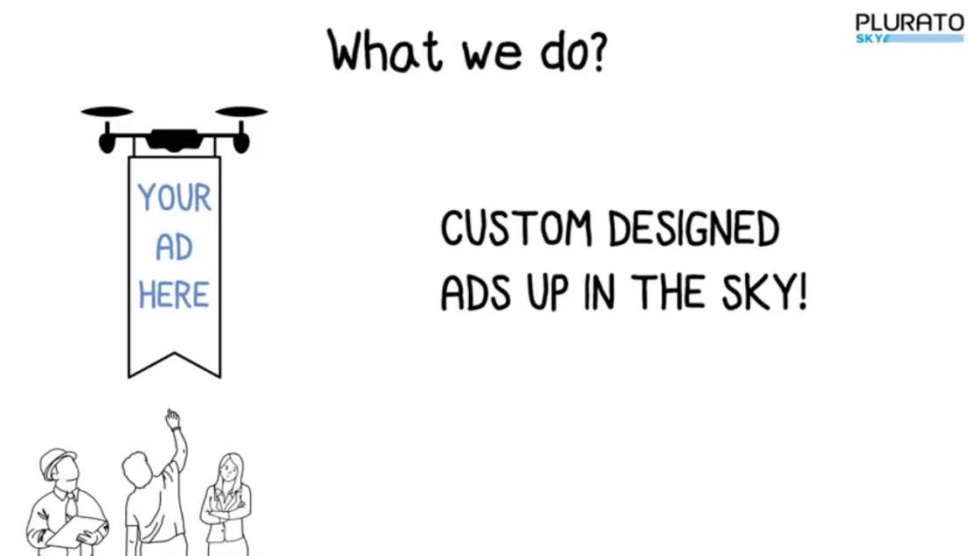 What we do?
PLURATO
SKY
YOUR
AD
HERE
CUSTOM DESIGNED
ADS UP IN THE SKY!